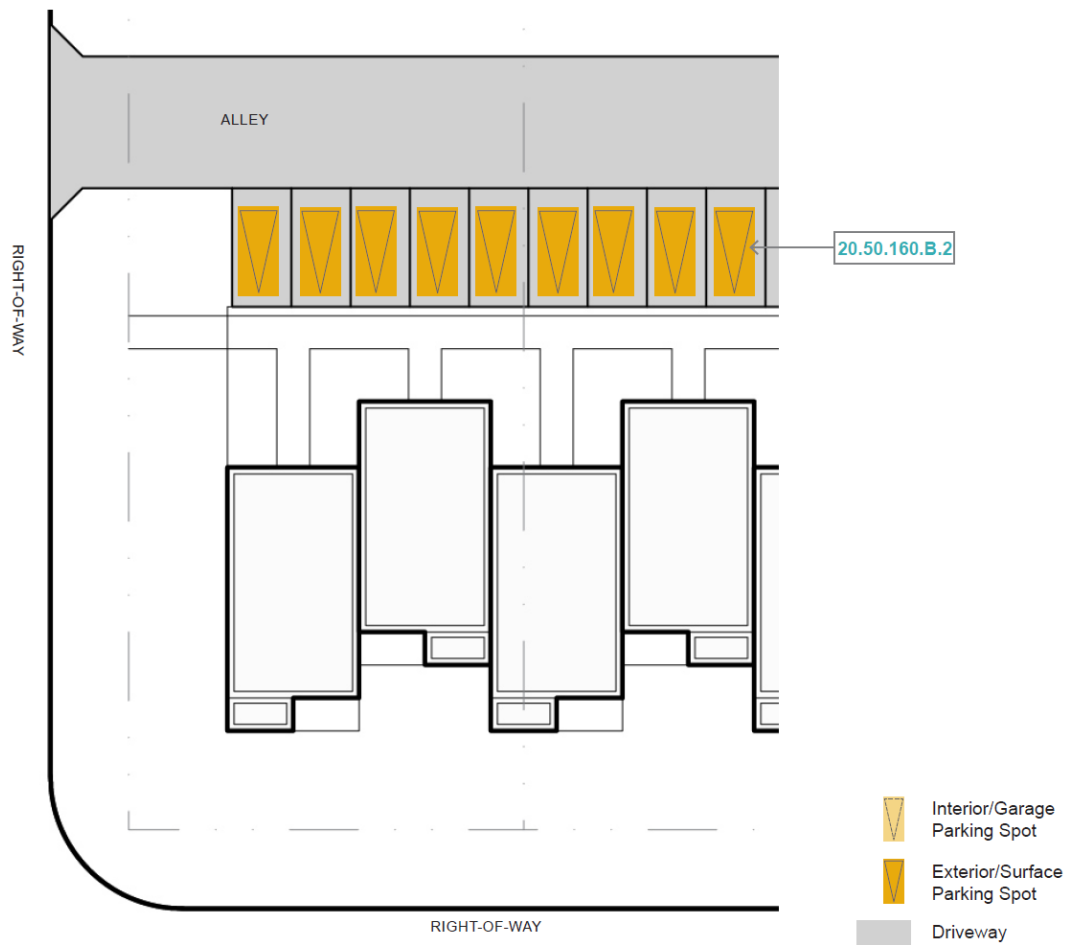 ALLEY
20.50.160.B.2
RIGHT-OF-WAY
Interior/Garage
Parking Spot
Exterior/Surface
Parking Spot
Driveway
RIGHT-OF-WAY